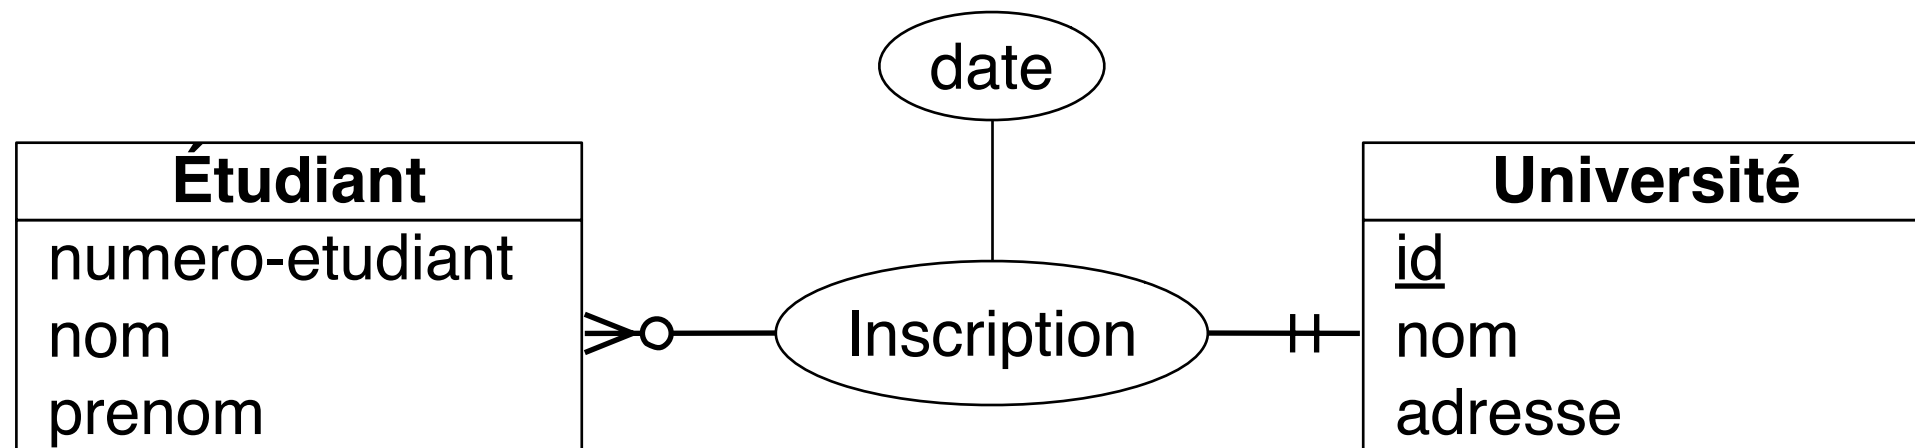 date
Étudiant
numero-etudiant
nom
prenom
Inscription
Université
id
nom
adresse